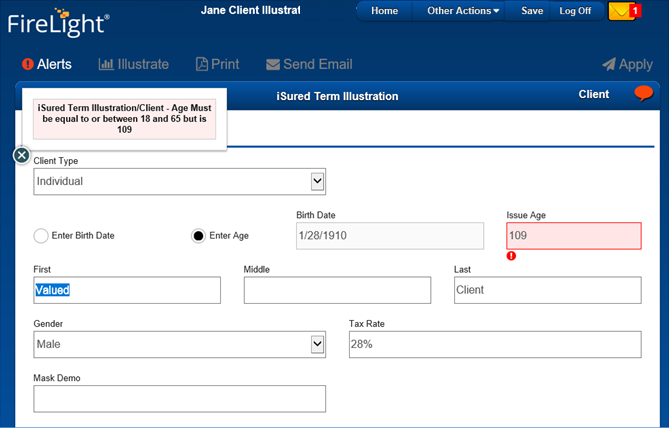 Jane Client Illustrat
Home Other Actions Save Log Off 1
FireLight®
Alerts Illustrate Print Send Email Apply
iSured Term Illustration Client
iSured Term Illustration/Client - Age Must
be equal to or between 18 and 65 but is
109
Client Type
Individual
Birth Date Issue Age
Enter Birth Date Enter Age 1/28/1910 109
First Middle Last
Valued Client
Gender Tax Rate
Male 28%
Mask Demo